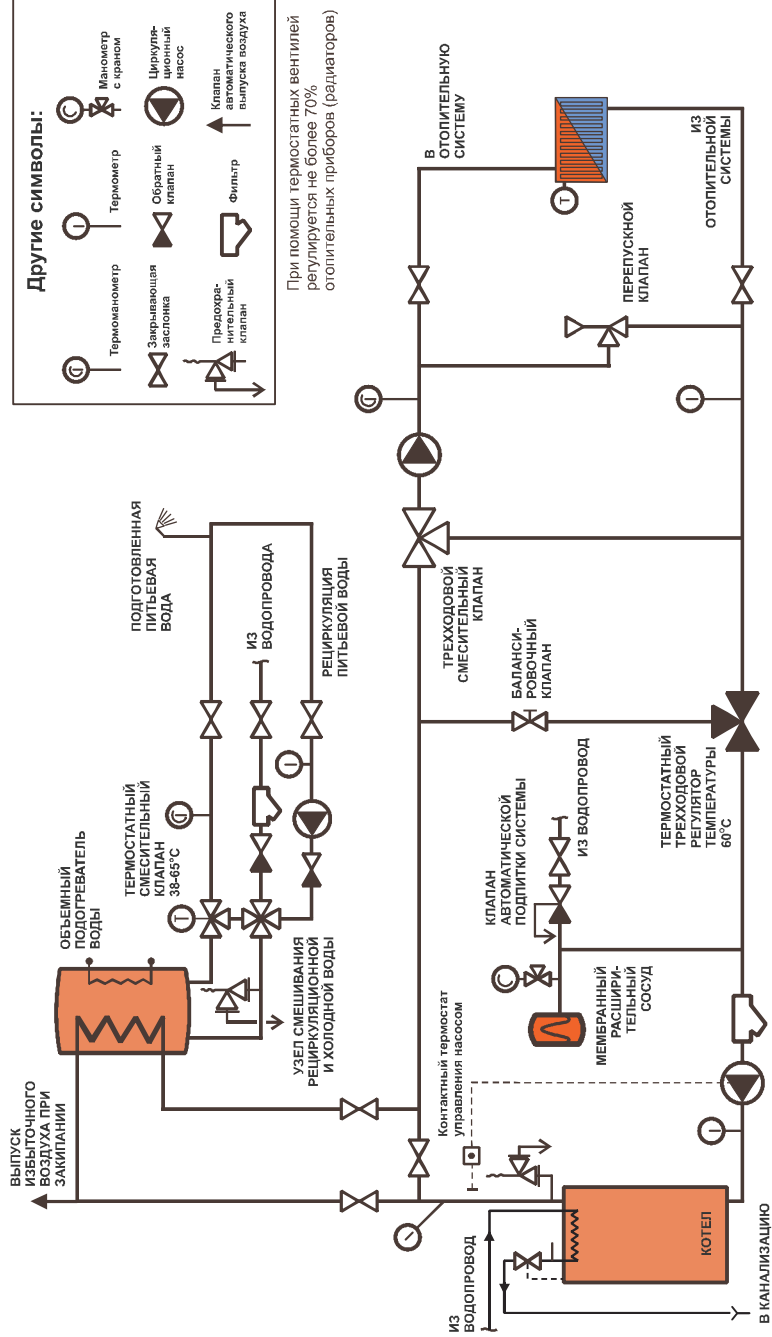 Другие символы:
Термоманометр
Термометр
Манометр
с краном
Закрывающая
заслонка
Обратный
клапан
Циркуля-
ционный
насос
Предохра-
нительный
клапан
Фильтр
Клапан
автоматического
выпуска воздуха
При помощи термостатных вентилей
регулируется не более 70%
отопительных приборов (радиаторов)
ВЫПУСК
ИЗБЫТОЧНОГО
ВОЗДУХА ПРИ
ЗАКИПАНИИ
ОБЪЕМНЫЙ
ПОДОГРЕВАТЕЛЬ
ВОДЫ
ТЕРМОСТАТНЫЙ
СМЕСИТЕЛЬНЫЙ
КЛАПАН
38-65°C
T
ПОДГОТОВЛЕННАЯ
ПИТЬЕВАЯ
ВОДА
ИЗ
ВОДОПРОВОДА
РЕЦИРКУЛЯЦИЯ
ПИТЬЕВОЙ ВОДЫ
УЗЕЛ СМЕШИВАНИЯ
РЕЦИРКУЛЯЦИОННОЙ
И ХОЛОДНОЙ ВОДЫ
В
ОТОПИТЕЛЬНУЮ
СИСТЕМУ
T
ИЗ
ОТОПИТЕЛЬНОЙ
СИСТЕМЫ
ПЕРЕПУСКНОЙ
КЛАПАН
ТРЕХХОДОВОЙ
СМЕСИТЕЛЬНЫЙ
КЛАПАН
БАЛАНСИ-
РОВОЧНЫЙ
КЛАПАН
ТЕРМОСТАТНЫЙ
ТРЕХХОДОВОЙ
РЕГУЛЯТОР
ТЕМПЕРАТУРЫ
60°C
КЛАПАН
АВТОМАТИЧЕСКОЙ
ПОДПИТКИ СИСТЕМЫ
ИЗ ВОДОПРОВОД
МЕМБРАННЫЙ
РАСШИРИ-
ТЕЛЬНЫЙ
СОСУД
Контактный термостат
управления насосом
ИЗ
ВОДОПРОВОД
КОТЕЛ
В КАНАЛИЗАЦИЮ